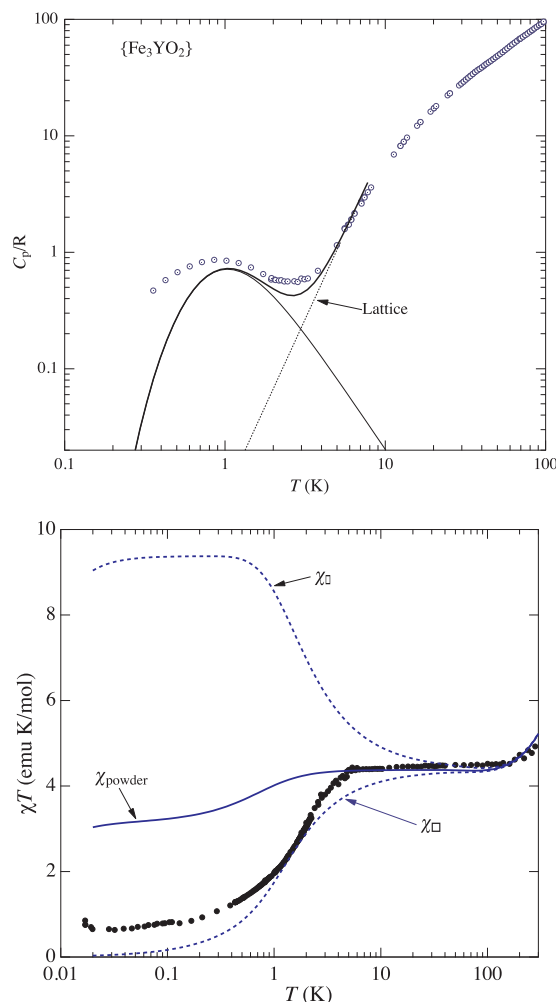 100
{Fe₃YO₂}
10
Cₚ/R
1
Lattice
0.1
0.1 1 10 100
T (K)
10
χ▯
8
6
χT (emu K/mol)
χpowder
4
χ□
2
0
0.01 0.1 1 10 100
T (K)